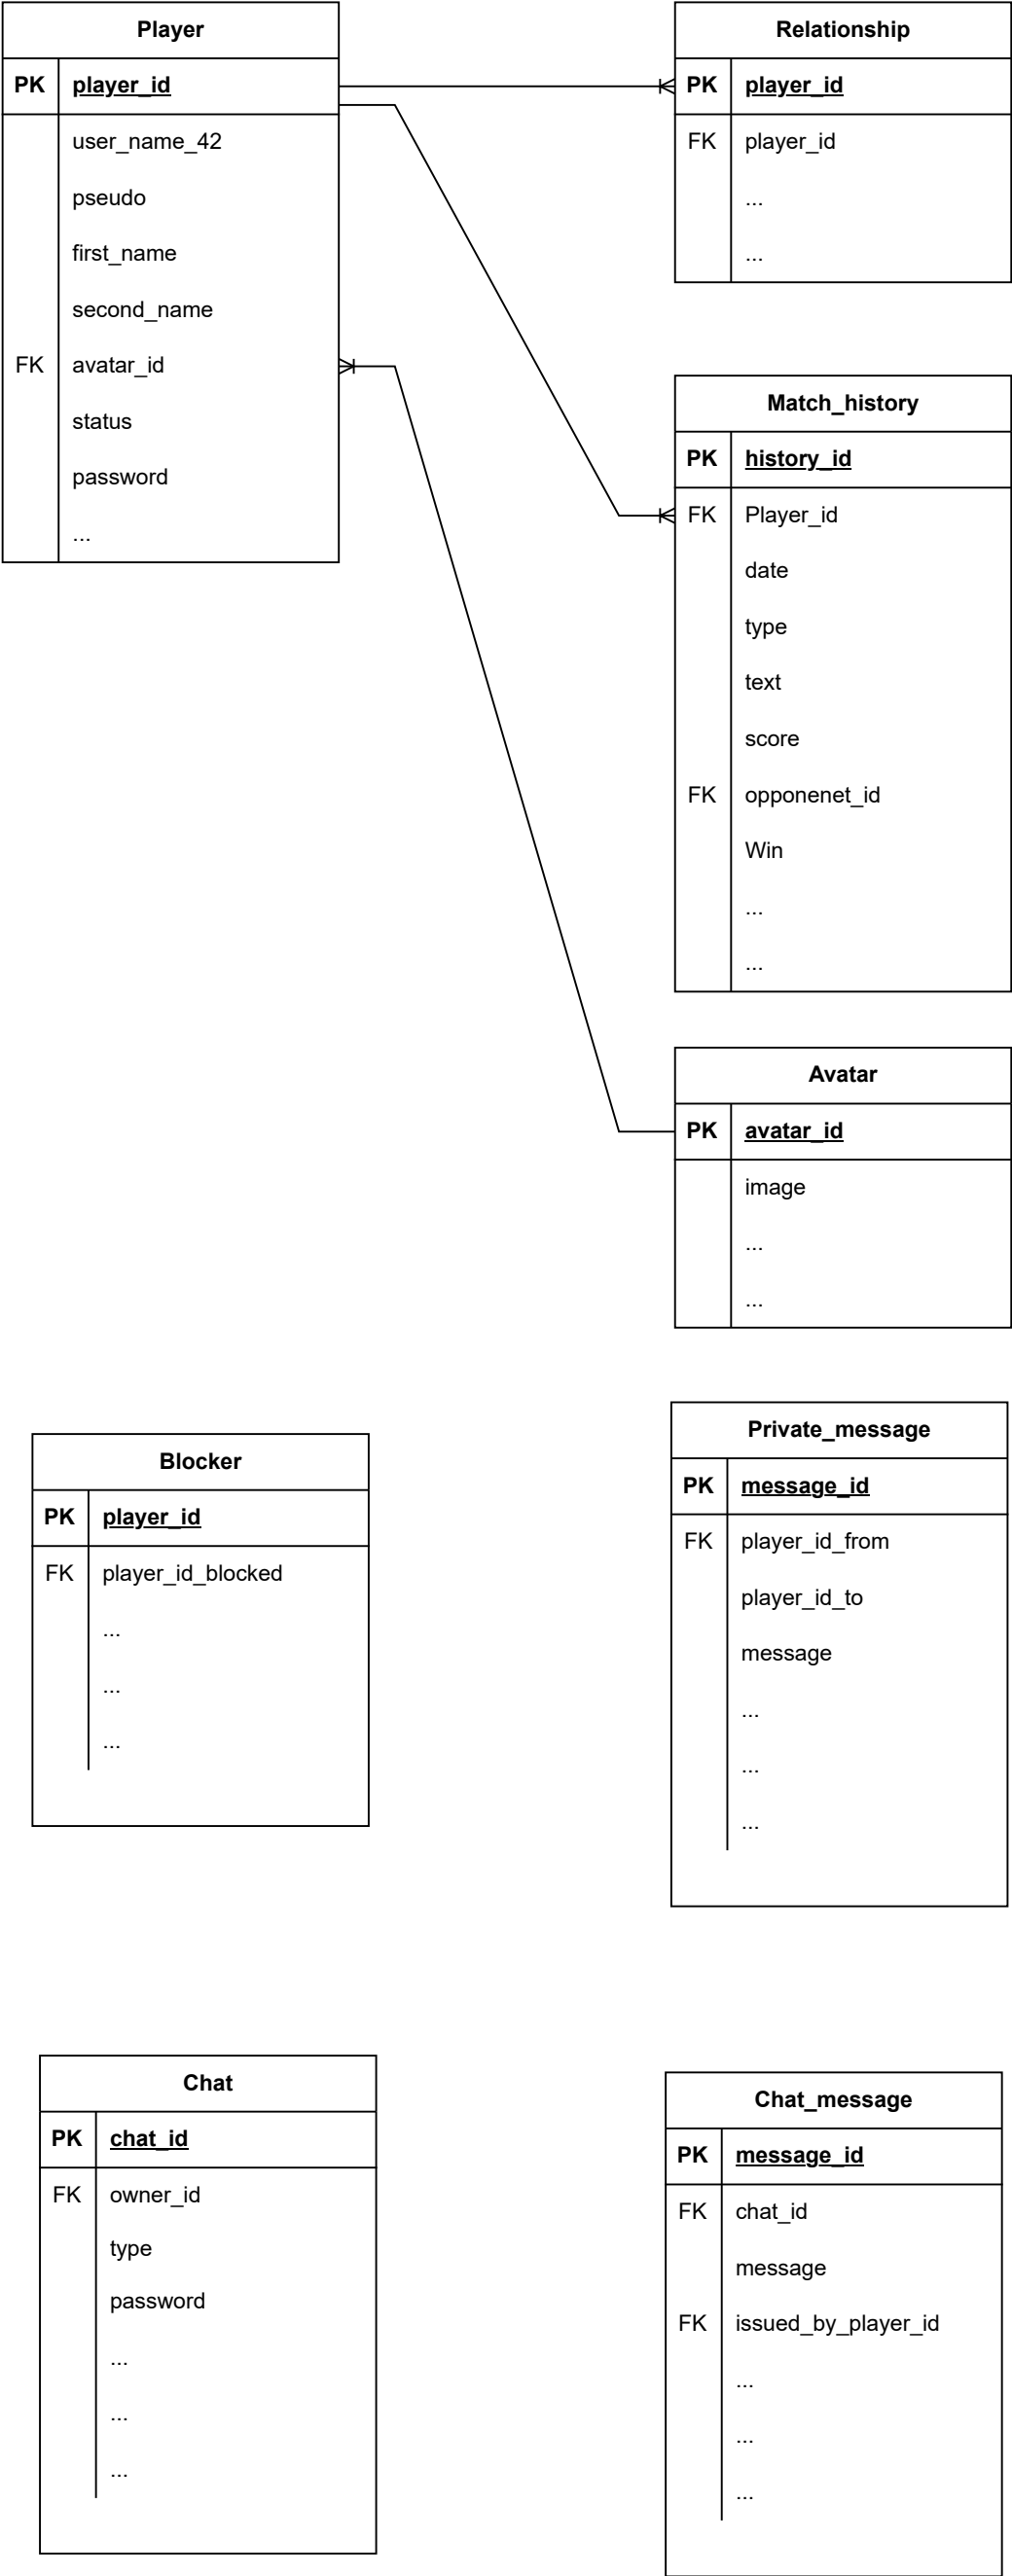 Player
PK player_id
user_name_42
pseudo
first_name
second_name
FK avatar_id
status
password
...
Relationship
PK player_id
FK player_id
...
...
Match_history
PK history_id
FK Player_id
date
type
text
score
FK opponenet_id
Win
...
...
Avatar
PK avatar_id
image
...
...
Blocker
PK player_id
FK player_id_blocked
...
...
...
Private_message
PK message_id
FK player_id_from
player_id_to
message
...
...
...
Chat
PK chat_id
FK owner_id
type
password
...
...
...
Chat_message
PK message_id
FK chat_id
message
FK issued_by_player_id
...
...
...